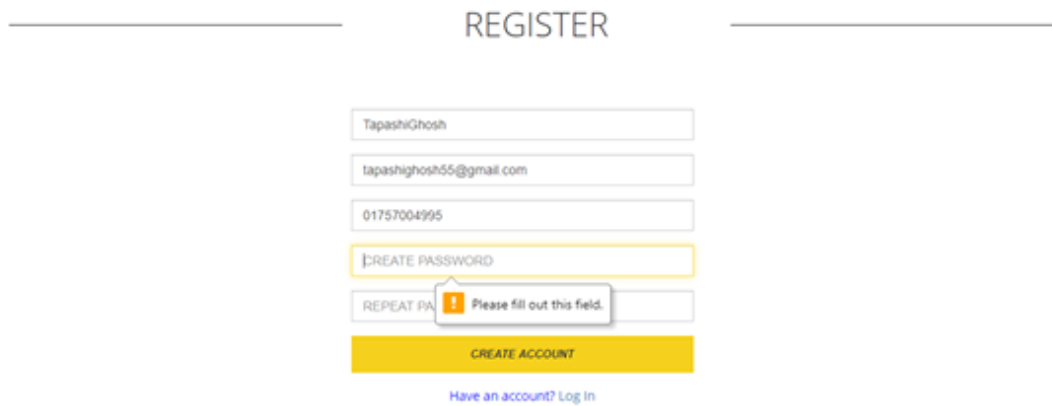 REGISTER
TapashiGhosh
tapashighosh55@gmail.com
01757004995
CREATE PASSWORD
REPEAT PA
Please fill out this field.
CREATE ACCOUNT
Have an account? Log In